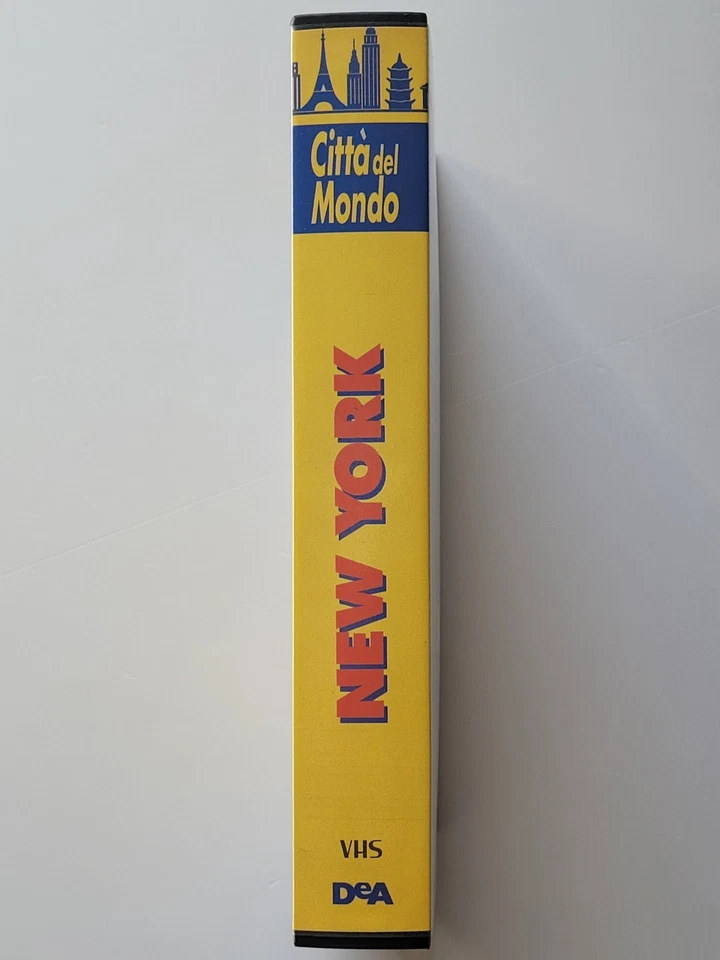 Città del
Mondo
NEW YORK
VHS
DeA